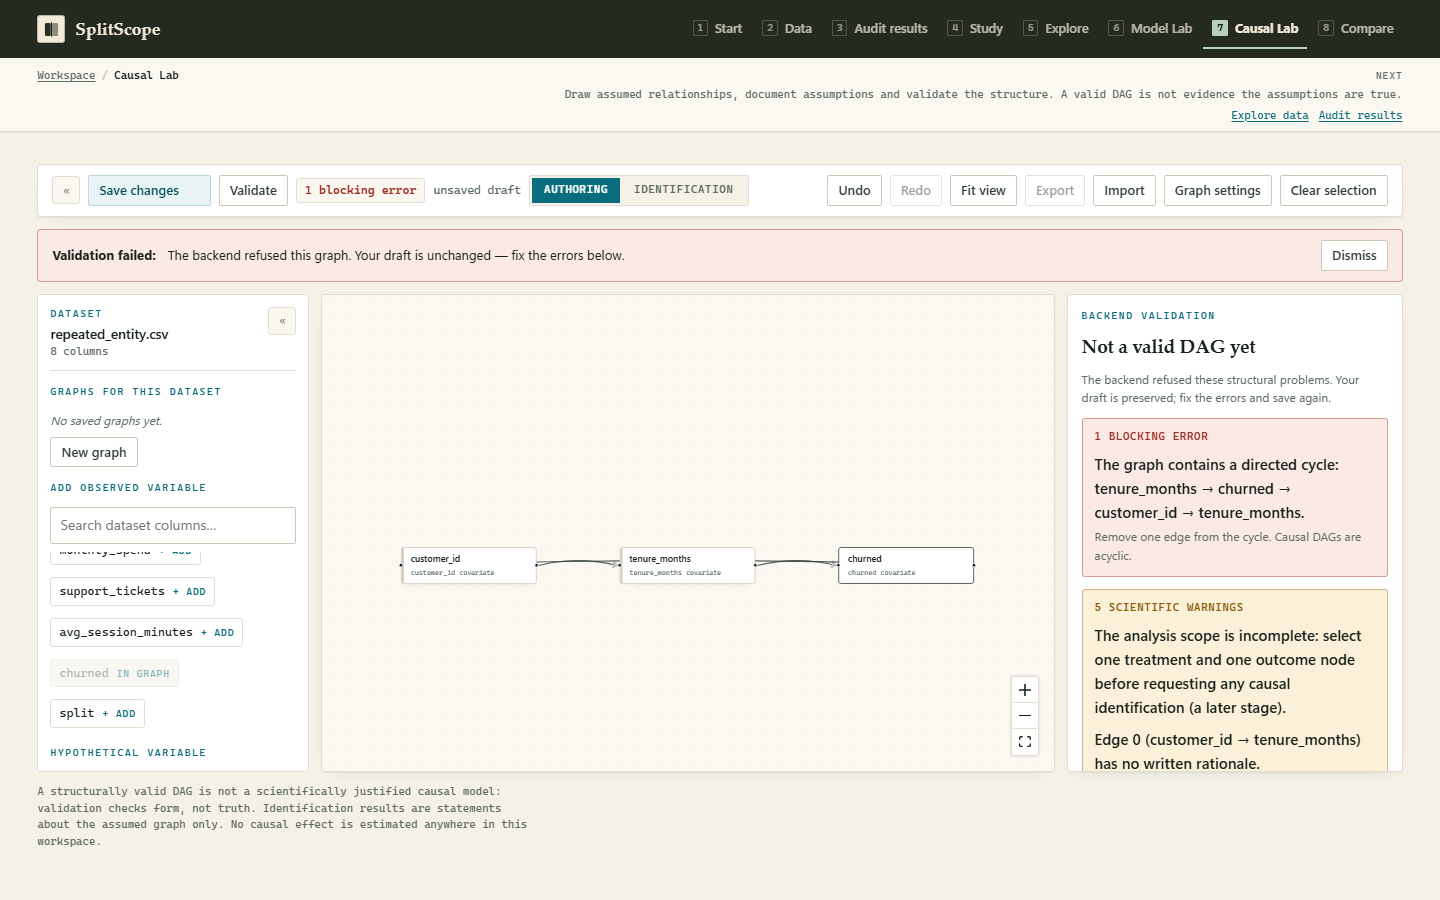 SplitScope
1 Start
2 Data
3 Audit results
4 Study
5 Explore
6 Model Lab
7 Causal Lab
8 Compare
Workspace / Causal Lab
NEXT
Draw assumed relationships, document assumptions and validate the structure. A valid DAG is not evidence the assumptions are true.
Explore data Audit results
« Save changes Validate 1 blocking error unsaved draft AUTHORING IDENTIFICATION Undo Redo Fit view Export Import Graph settings Clear selection
Validation failed: The backend refused this graph. Your draft is unchanged — fix the errors below. Dismiss
DATASET
repeated_entity.csv
8 columns
«
GRAPHS FOR THIS DATASET
No saved graphs yet.
New graph
ADD OBSERVED VARIABLE
Search dataset columns...
monthly_spend + ADD
support_tickets + ADD
avg_session_minutes + ADD
churned IN GRAPH
split + ADD
HYPOTHETICAL VARIABLE
customer_id
customer_id covariate
tenure_months
tenure_months covariate
churned
churned covariate
BACKEND VALIDATION
Not a valid DAG yet
The backend refused these structural problems. Your
draft is preserved; fix the errors and save again.
1 BLOCKING ERROR
The graph contains a directed cycle:
tenure_months → churned →
customer_id → tenure_months.
Remove one edge from the cycle. Causal DAGs are
acyclic.
5 SCIENTIFIC WARNINGS
The analysis scope is incomplete: select
one treatment and one outcome node
before requesting any causal
identification (a later stage).
Edge 0 (customer_id → tenure_months)
has no written rationale.
A structurally valid DAG is not a scientifically justified causal model:
validation checks form, not truth. Identification results are statements
about the assumed graph only. No causal effect is estimated anywhere in this
workspace.